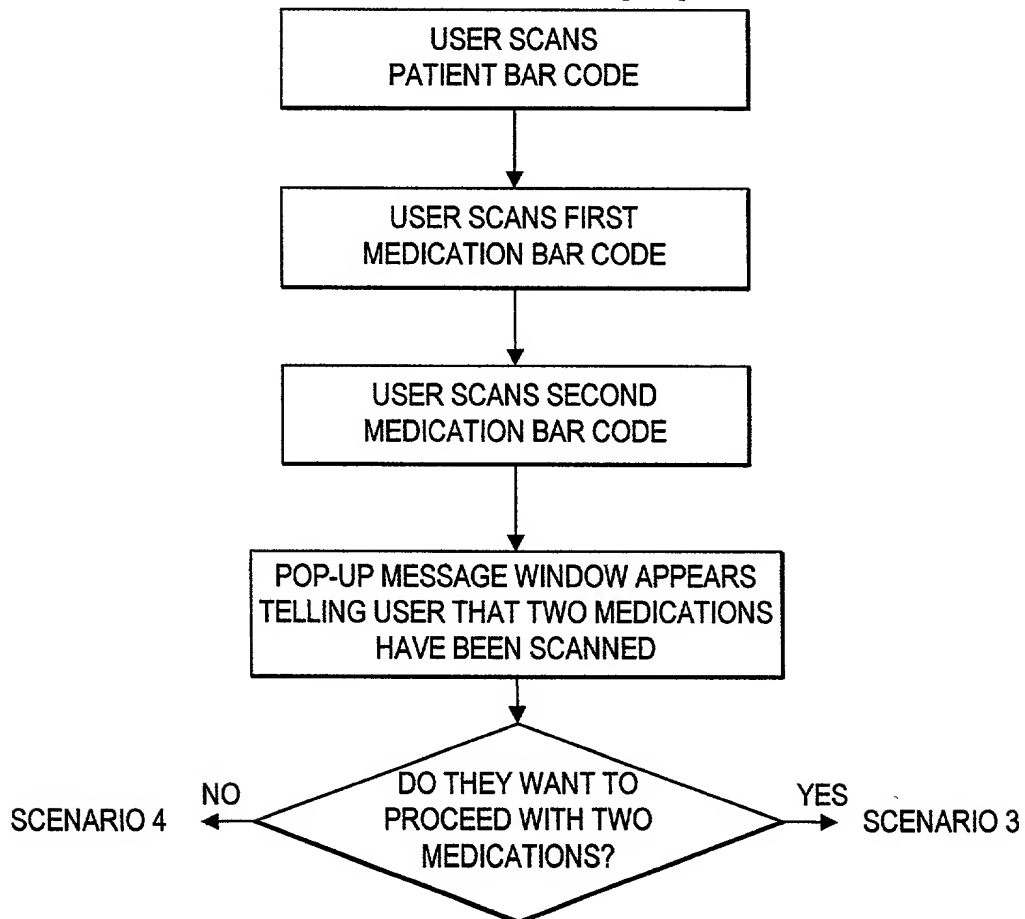 USER SCANS
PATIENT BAR CODE
USER SCANS FIRST
MEDICATION BAR CODE
USER SCANS SECOND
MEDICATION BAR CODE
POP-UP MESSAGE WINDOW APPEARS
TELLING USER THAT TWO MEDICATIONS
HAVE BEEN SCANNED
DO THEY WANT TO
PROCEED WITH TWO
MEDICATIONS?
NO
SCENARIO 4
YES
SCENARIO 3